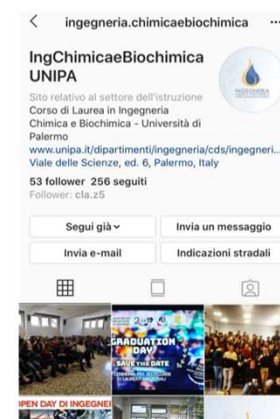 ingegneria.chimicaebiochimica ...
IngChimicaeBiochimica
UNIPA
Sito relativo al settore dell'istruzione
Corso di Laurea in Ingegneria
Chimica e Biochimica - Università di
Palermo
www.unipa.it/dipartimenti/ingegneria/cds/ingegneri...
Viale delle Scienze, ed. 6, Palermo, Italy
53 follower 256 seguiti
Follower: cla.z5
Segui già
Invia un messaggio
Invia e-mail
Indicazioni stradali
GRADUATION
DAY
SAVE THE DATE
OPEN DAY DI INGEGNE